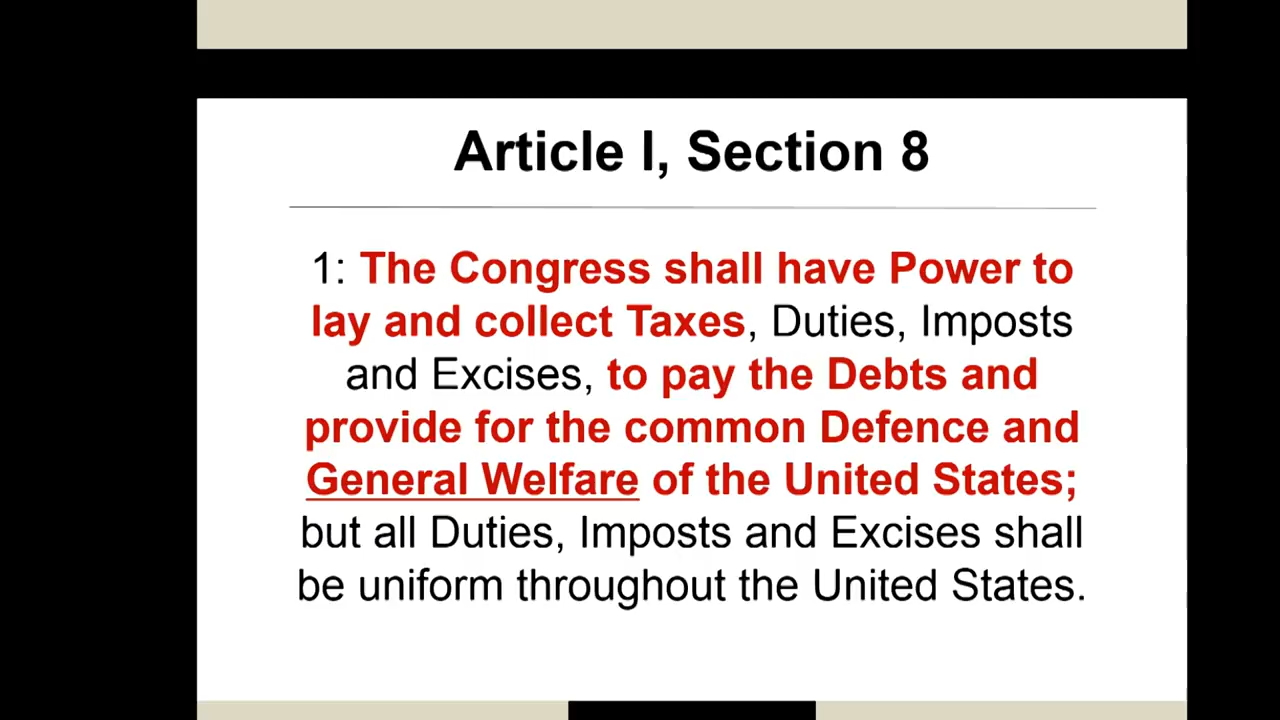 Article I, Section 8
1: The Congress shall have Power to
lay and collect Taxes, Duties, Imposts
and Excises, to pay the Debts and
provide for the common Defence and
General Welfare of the United States;
but all Duties, Imposts and Excises shall
be uniform throughout the United States.